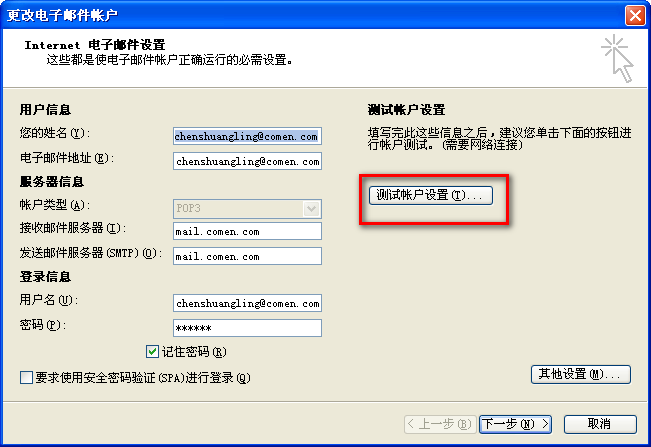 更改电子邮件帐户
Internet 电子邮件设置
这些都是使电子邮件帐户正确运行的必需设置。
用户信息
您的姓名(Y): chenshuangling@comen.com
电子邮件地址(E): chenshuangling@comen.com
服务器信息
帐户类型(A): POP3
接收邮件服务器(I): mail.comen.com
发送邮件服务器(SMTP)(O): mail.comen.com
登录信息
用户名(U): chenshuangling@comen.com
密码(P): ******
记住密码(R)
要求使用安全密码验证(SPA)进行登录(Q)
测试帐户设置
填写完此这些信息之后，建议您单击下面的按钮进
行帐户测试。(需要网络连接)
测试帐户设置(T)...
其他设置(M)...
< 上一步(B) 下一步(N) > 取消